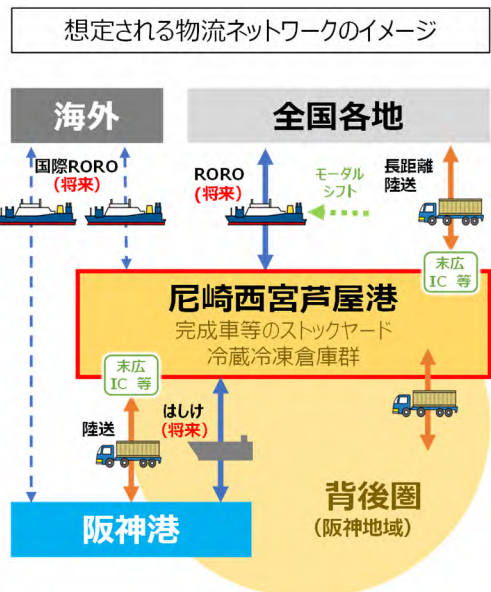 想定される物流ネットワークのイメージ
海外
全国各地
国際RORO
(将来)
RORO
(将来)
モーダル
シフト
長距離
陸送
末広
IC 等
尼崎西宮芦屋港
完成車等のストックヤード
冷蔵冷凍倉庫群
末広
IC 等
陸送
はしけ
(将来)
背後圏
(阪神地域)
阪神港